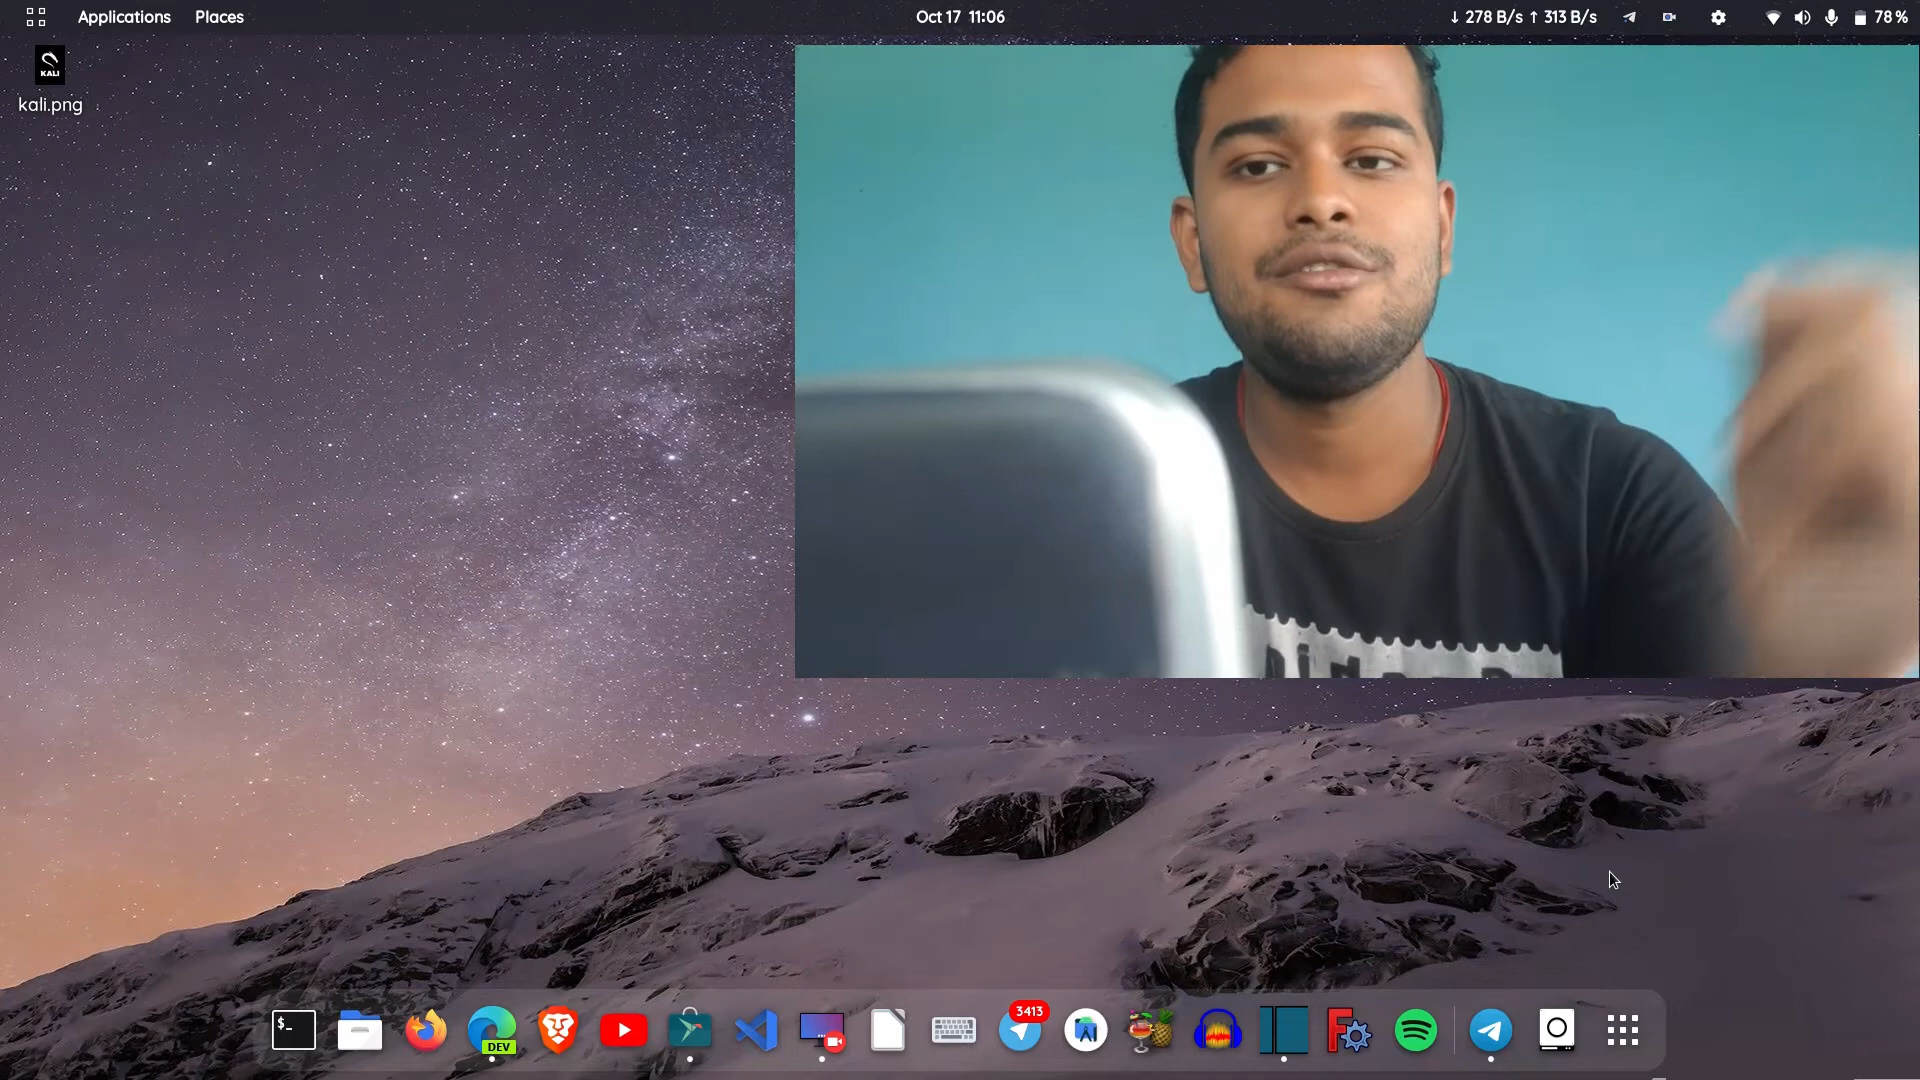 Applications Places
Oct 17 11:06
↓ 278 B/s ↑ 313 B/s
78 %
KALI
kali.png
$_
DEV
3413